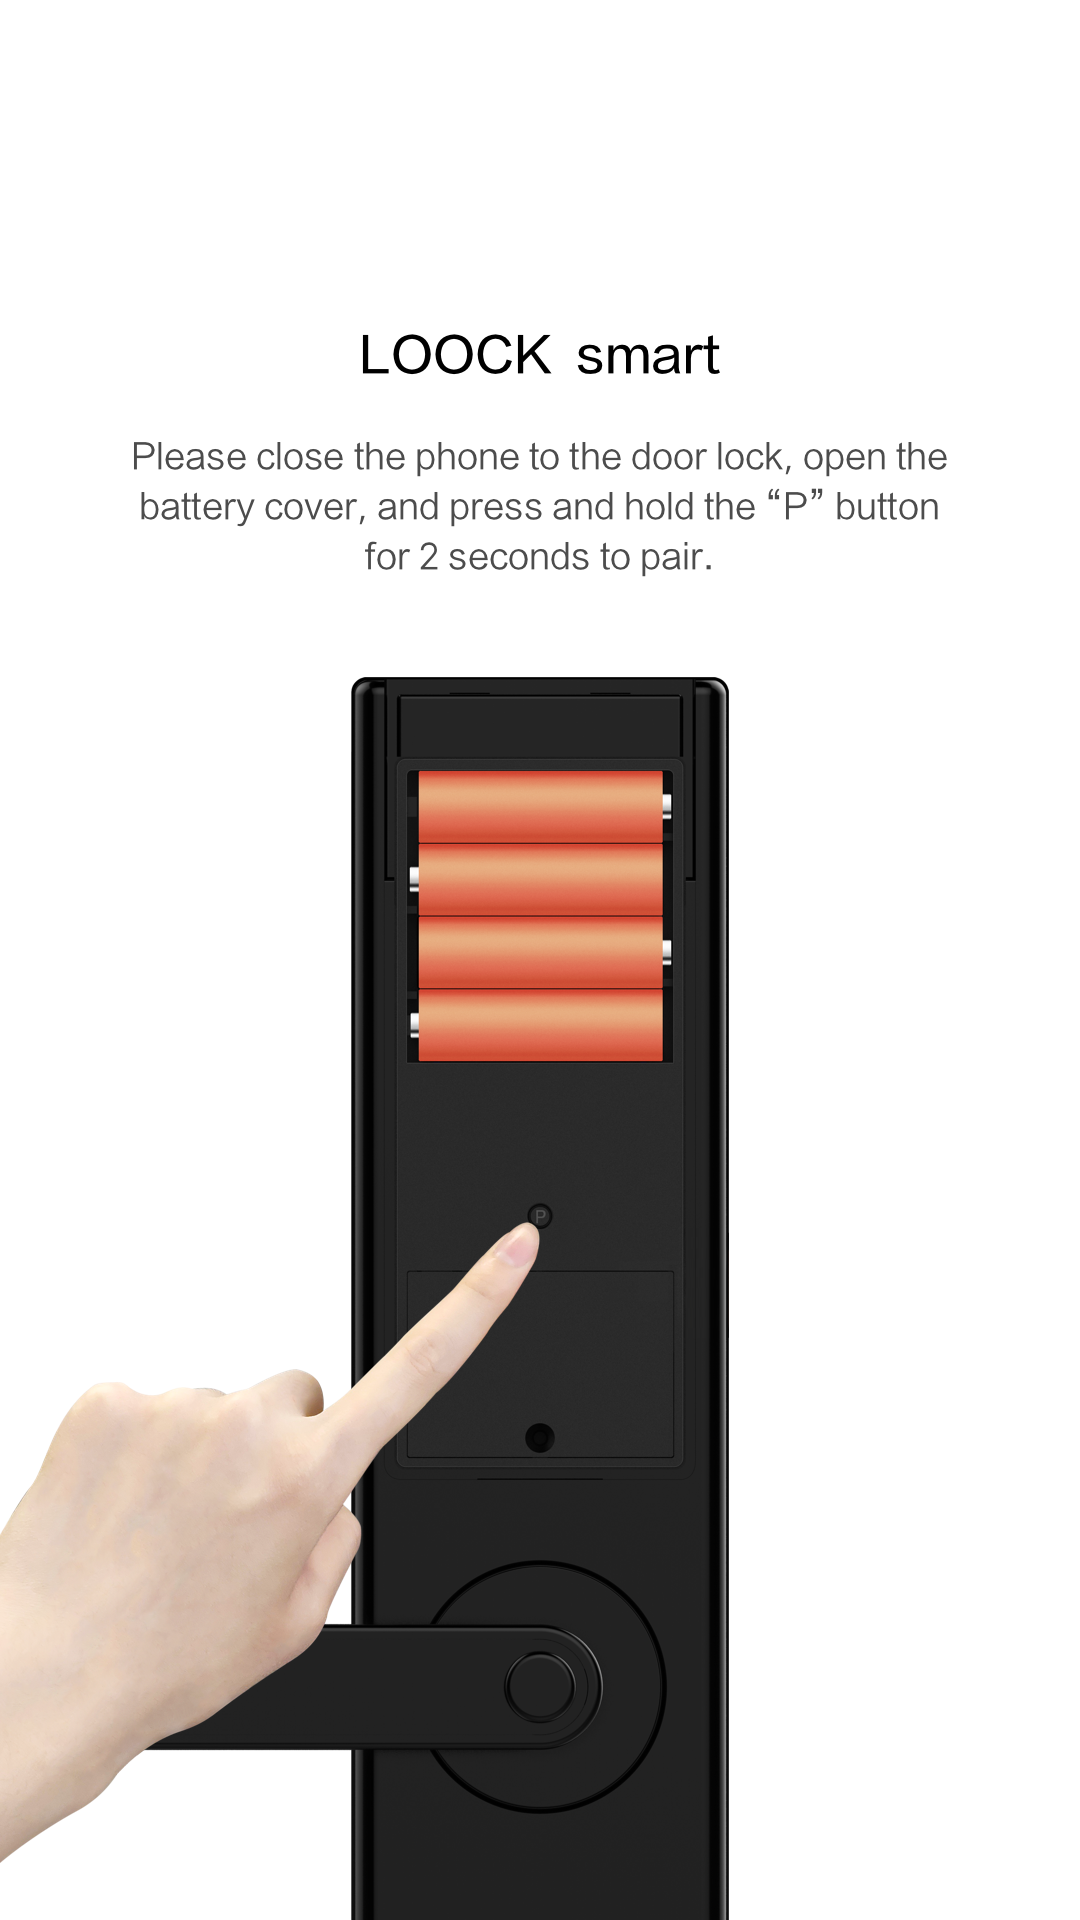 LOOCK smart
Please close the phone to the door lock, open the
battery cover, and press and hold the “P” button
for 2 seconds to pair.
P